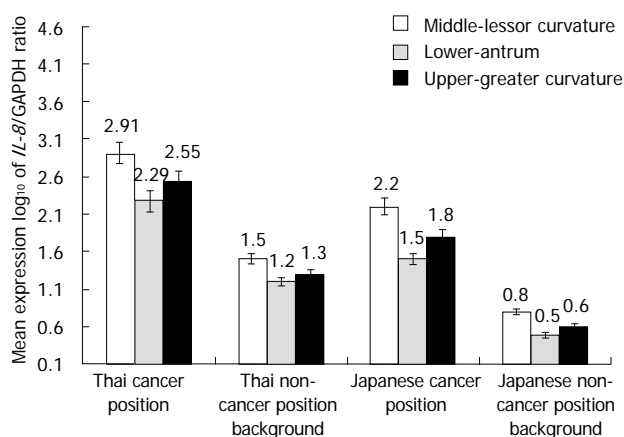 Mean expression log₁₀ of IL-8/GAPDH ratio
4.6
4.1
3.6
3.1
2.6
2.1
1.6
1.1
0.6
0.1
Middle-lessor curvature
Lower-antrum
Upper-greater curvature
2.91
2.29
2.55
1.5
1.2
1.3
2.2
1.5
1.8
0.8
0.5
0.6
Thai cancer
position
Thai non-
cancer position
background
Japanese cancer
position
Japanese non-
cancer position
background